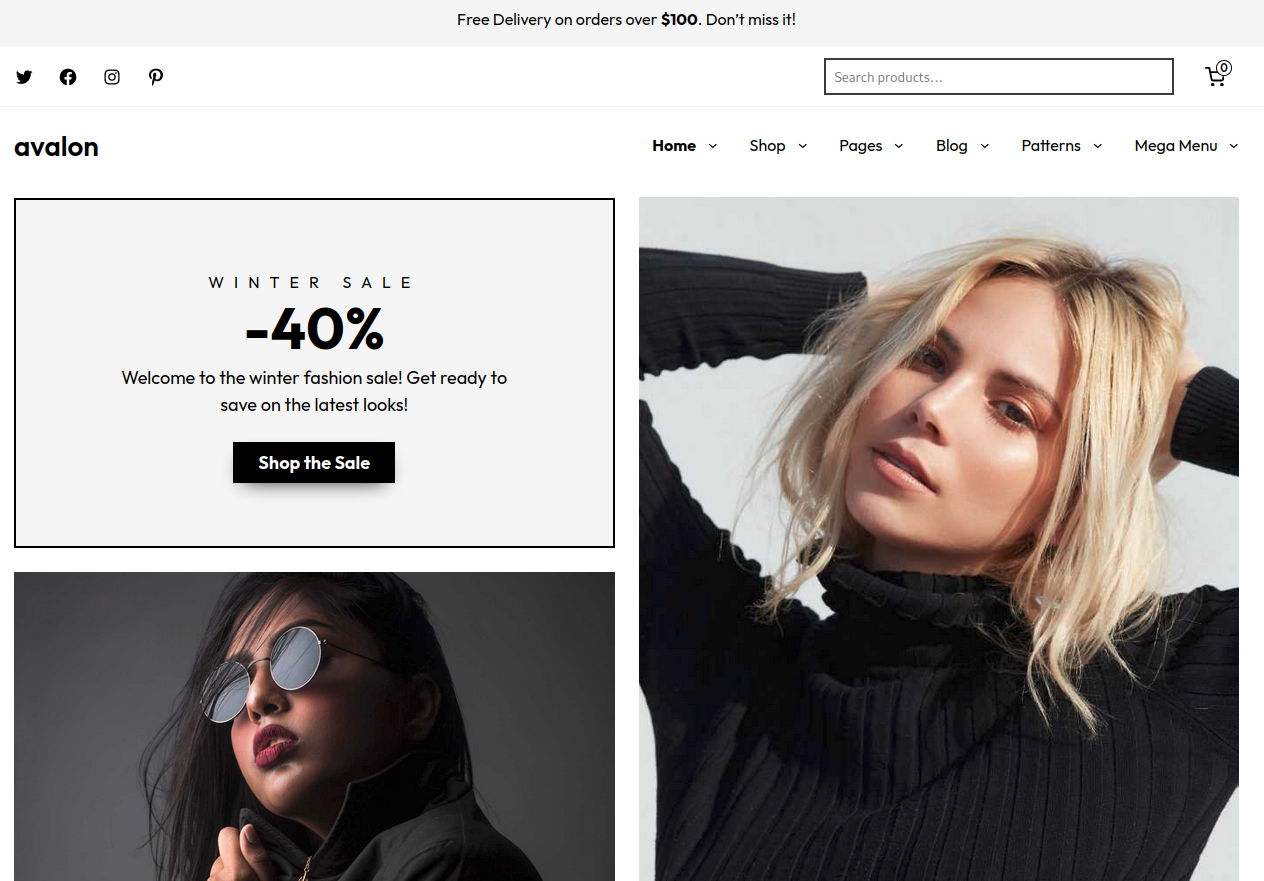 Free Delivery on orders over $100. Don’t miss it!
Search products...
0
avalon
Home
Shop
Pages
Blog
Patterns
Mega Menu
WINTER SALE
-40%
Welcome to the winter fashion sale! Get ready to
save on the latest looks!
Shop the Sale